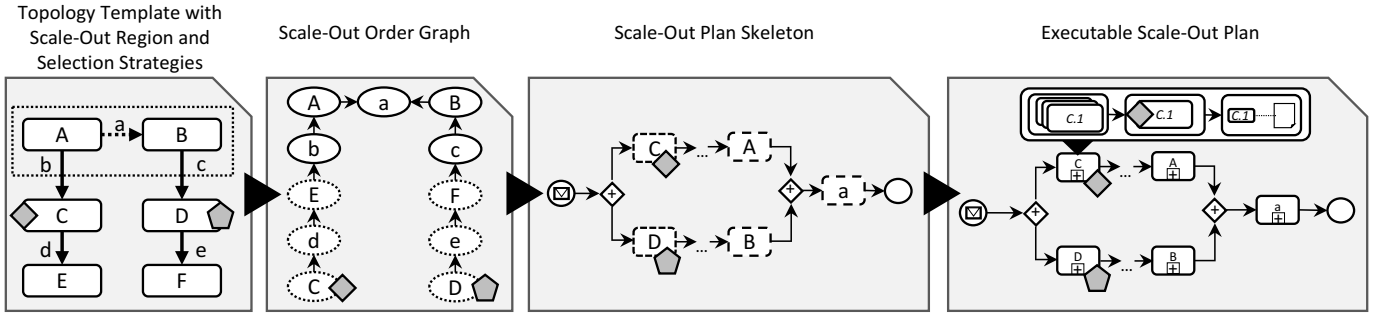 Topology Template with
Scale-Out Region and
Selection Strategies
Scale-Out Order Graph
Scale-Out Plan Skeleton
Executable Scale-Out Plan
A
a
B
b
c
C
D
d
e
E
F
A
a
B
b
c
E
F
d
e
C
D
C
...
A
+
+
a
D
...
B
C.1
C.1
C.1
C
+
...
A
+
+
+
a
+
D
+
...
B
+